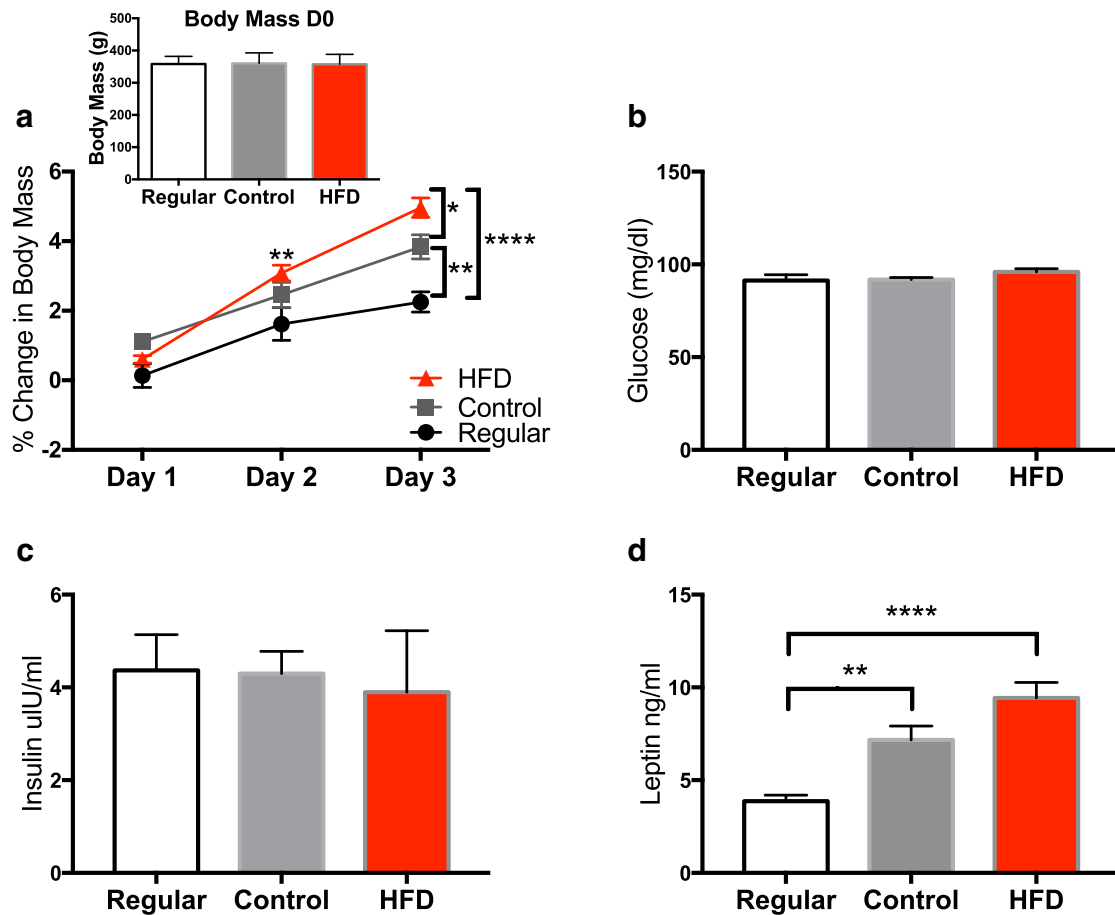 Body Mass D0
500
400
300
200
100
0
Body Mass (g)
Regular Control HFD
a
6
4
2
0
-2
% Change in Body Mass
**
*
**
****
HFD
Control
Regular
Day 1 Day 2 Day 3
b
150
100
50
0
Glucose (mg/dl)
Regular Control HFD
c
6
4
2
0
Insulin uIU/ml
Regular Control HFD
d
15
10
5
0
Leptin ng/ml
****
**
Regular Control HFD